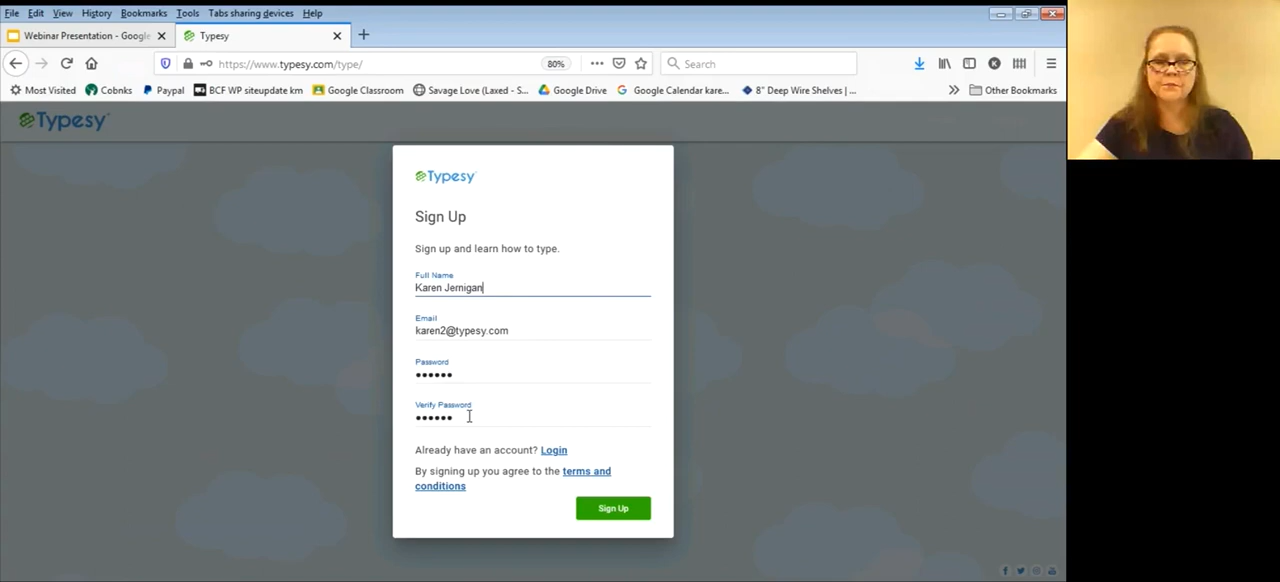 File Edit View History Bookmarks Tools Tabs sharing devices Help
Webinar Presentation - Google Typesy
https://www.typesy.com/type/ 80% Search
Most Visited Cobnks Paypal BCF WP siteupdate km Google Classroom Savage Love (Laxed - S... Google Drive Google Calendar kare... 8" Deep Wire Shelves | ... Other Bookmarks
Typesy
Typesy
Sign Up
Sign up and learn how to type.
Full Name
Karen Jernigan
Email
karen2@typesy.com
Password
••••••
Verify Password
••••••
Already have an account? Login
By signing up you agree to the terms and
conditions
Sign Up